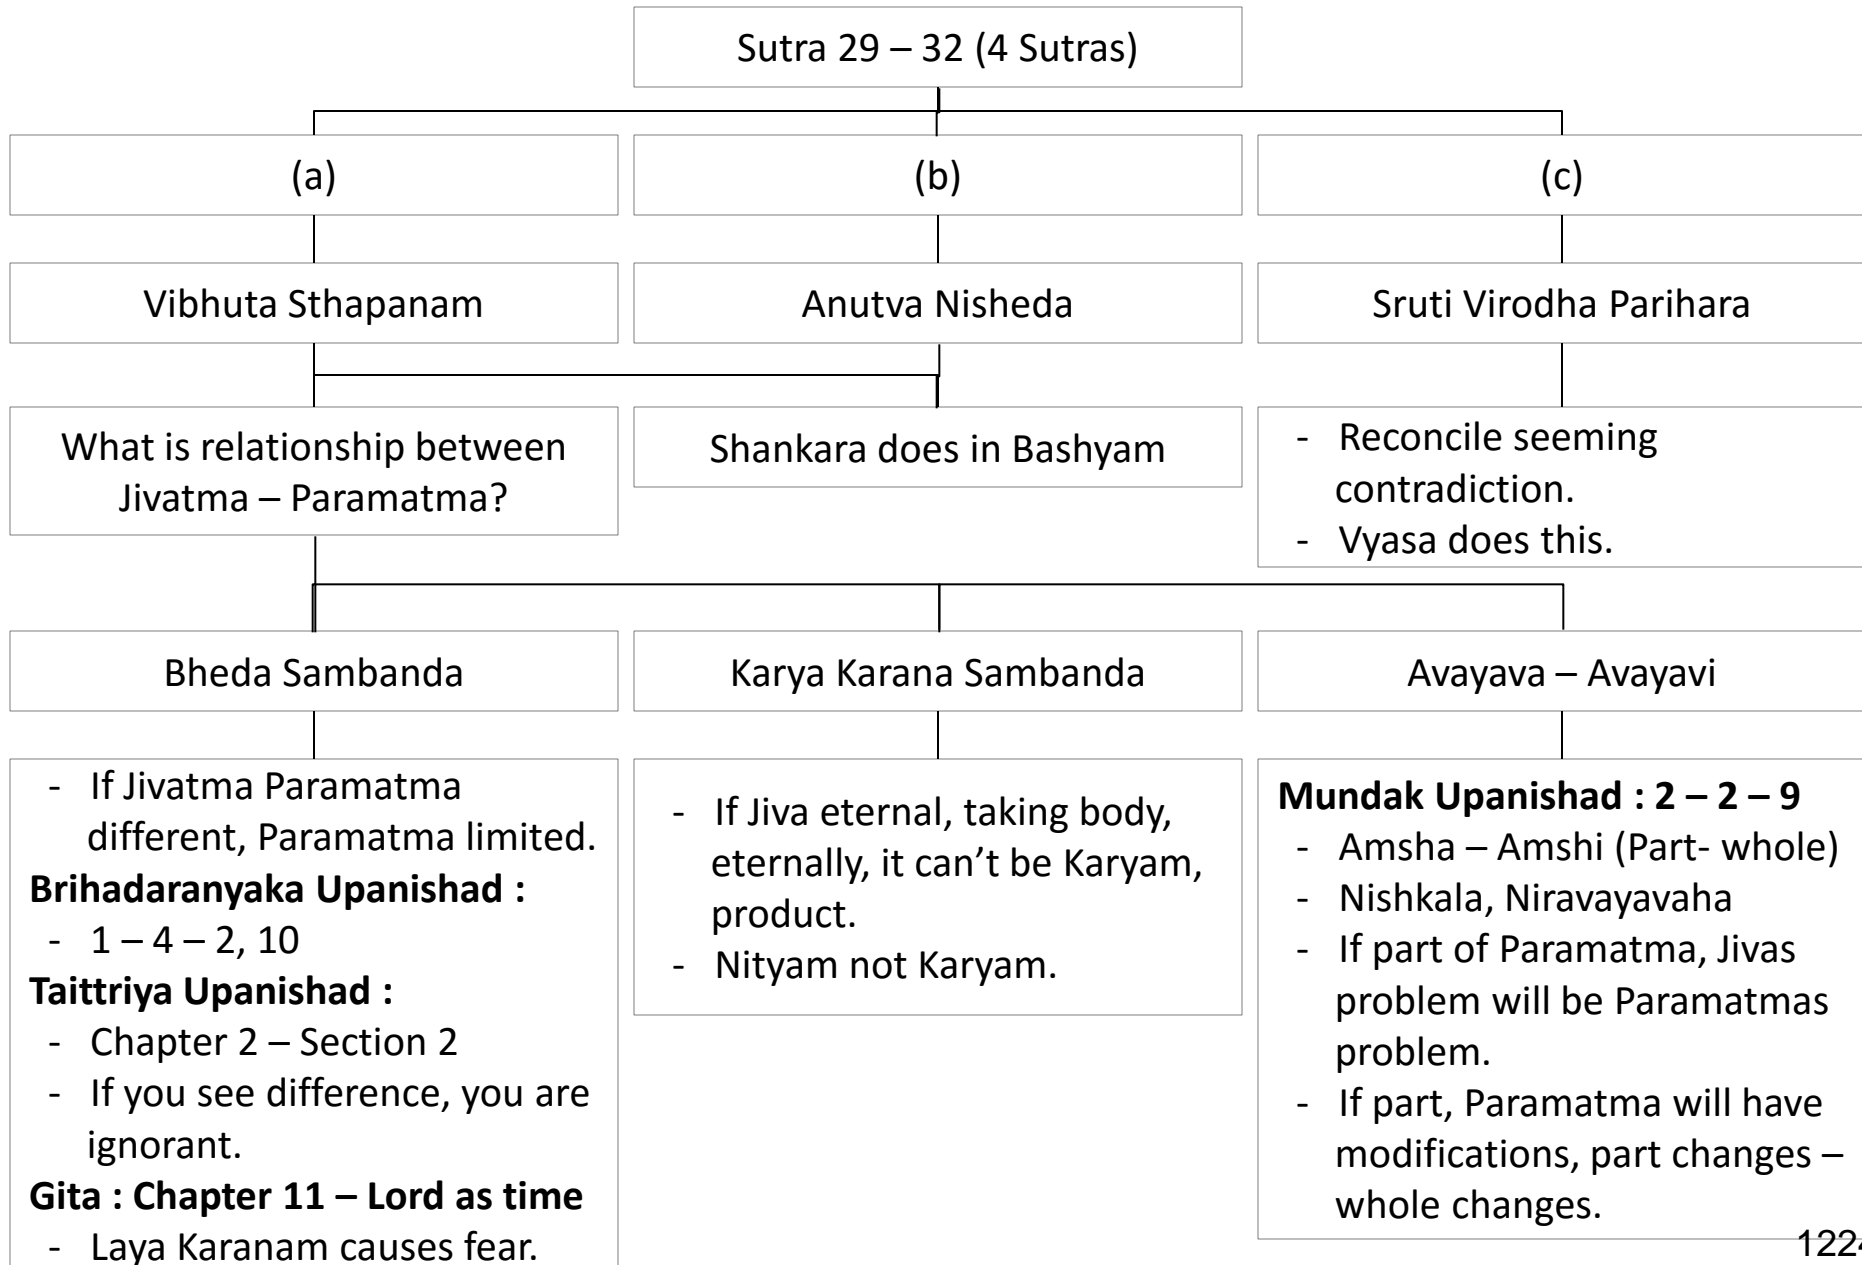 Sutra 29 – 32 (4 Sutras)
(a)
(b)
(c)
Vibhuta Sthapanam
Anutva Nisheda
Sruti Virodha Parihara
What is relationship between
Jivatma – Paramatma?
Shankara does in Bashyam
- Reconcile seeming
contradiction.
- Vyasa does this.
Bheda Sambanda
Karya Karana Sambanda
Avayava – Avayavi
- If Jivatma Paramatma
different, Paramatma limited.
Brihadaranyaka Upanishad :
- 1 – 4 – 2, 10
Taittriya Upanishad :
- Chapter 2 – Section 2
- If you see difference, you are
ignorant.
Gita : Chapter 11 – Lord as time
- Laya Karanam causes fear.
- If Jiva eternal, taking body,
eternally, it can’t be Karyam,
product.
- Nityam not Karyam.
Mundak Upanishad : 2 – 2 – 9
- Amsha – Amshi (Part- whole)
- Nishkala, Niravayavaha
- If part of Paramatma, Jivas
problem will be Paramatmas
problem.
- If part, Paramatma will have
modifications, part changes –
whole changes.
1224